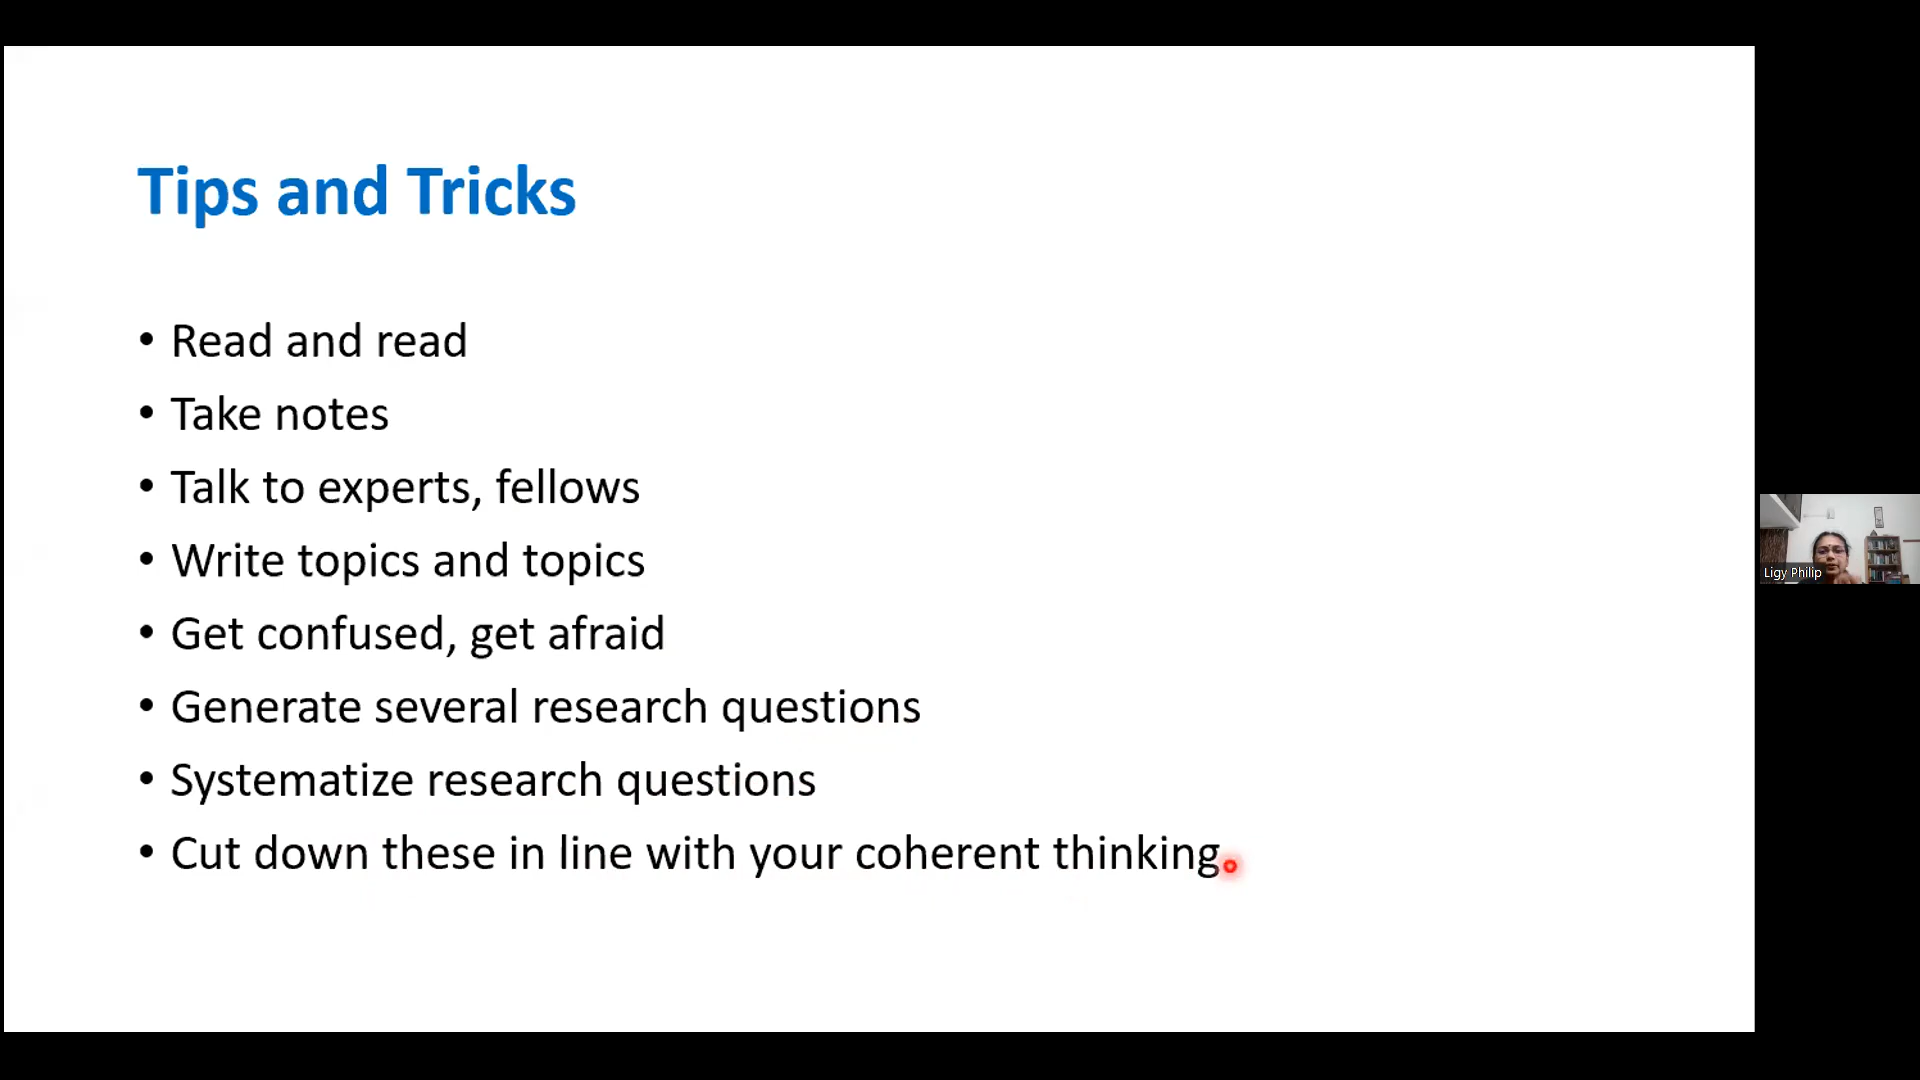 Tips and Tricks
• Read and read
• Take notes
• Talk to experts, fellows
• Write topics and topics
• Get confused, get afraid
• Generate several research questions
• Systematize research questions
• Cut down these in line with your coherent thinking
Ligy Philip